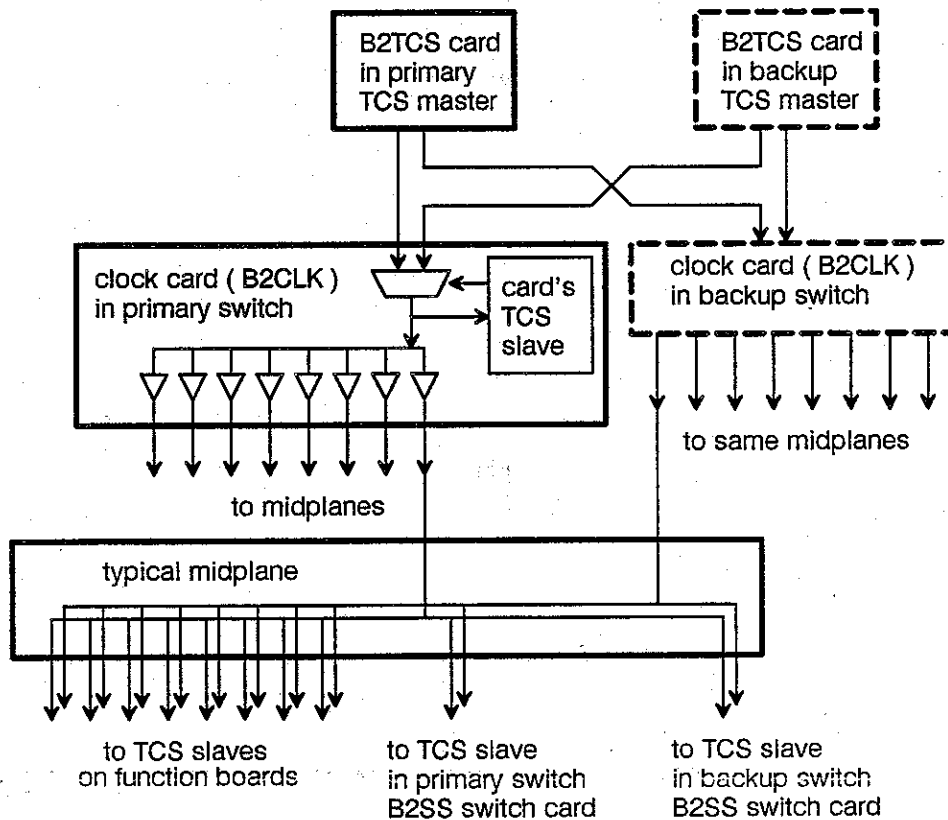 B2TCS card
in primary
TCS master
B2TCS card
in backup
TCS master
clock card ( B2CLK )
in primary switch
card's
TCS
slave
clock card ( B2CLK )
in backup switch
to same midplanes
to midplanes
typical midplane
to TCS slaves
on function boards
to TCS slave
in primary switch
B2SS switch card
to TCS slave
in backup switch
B2SS switch card